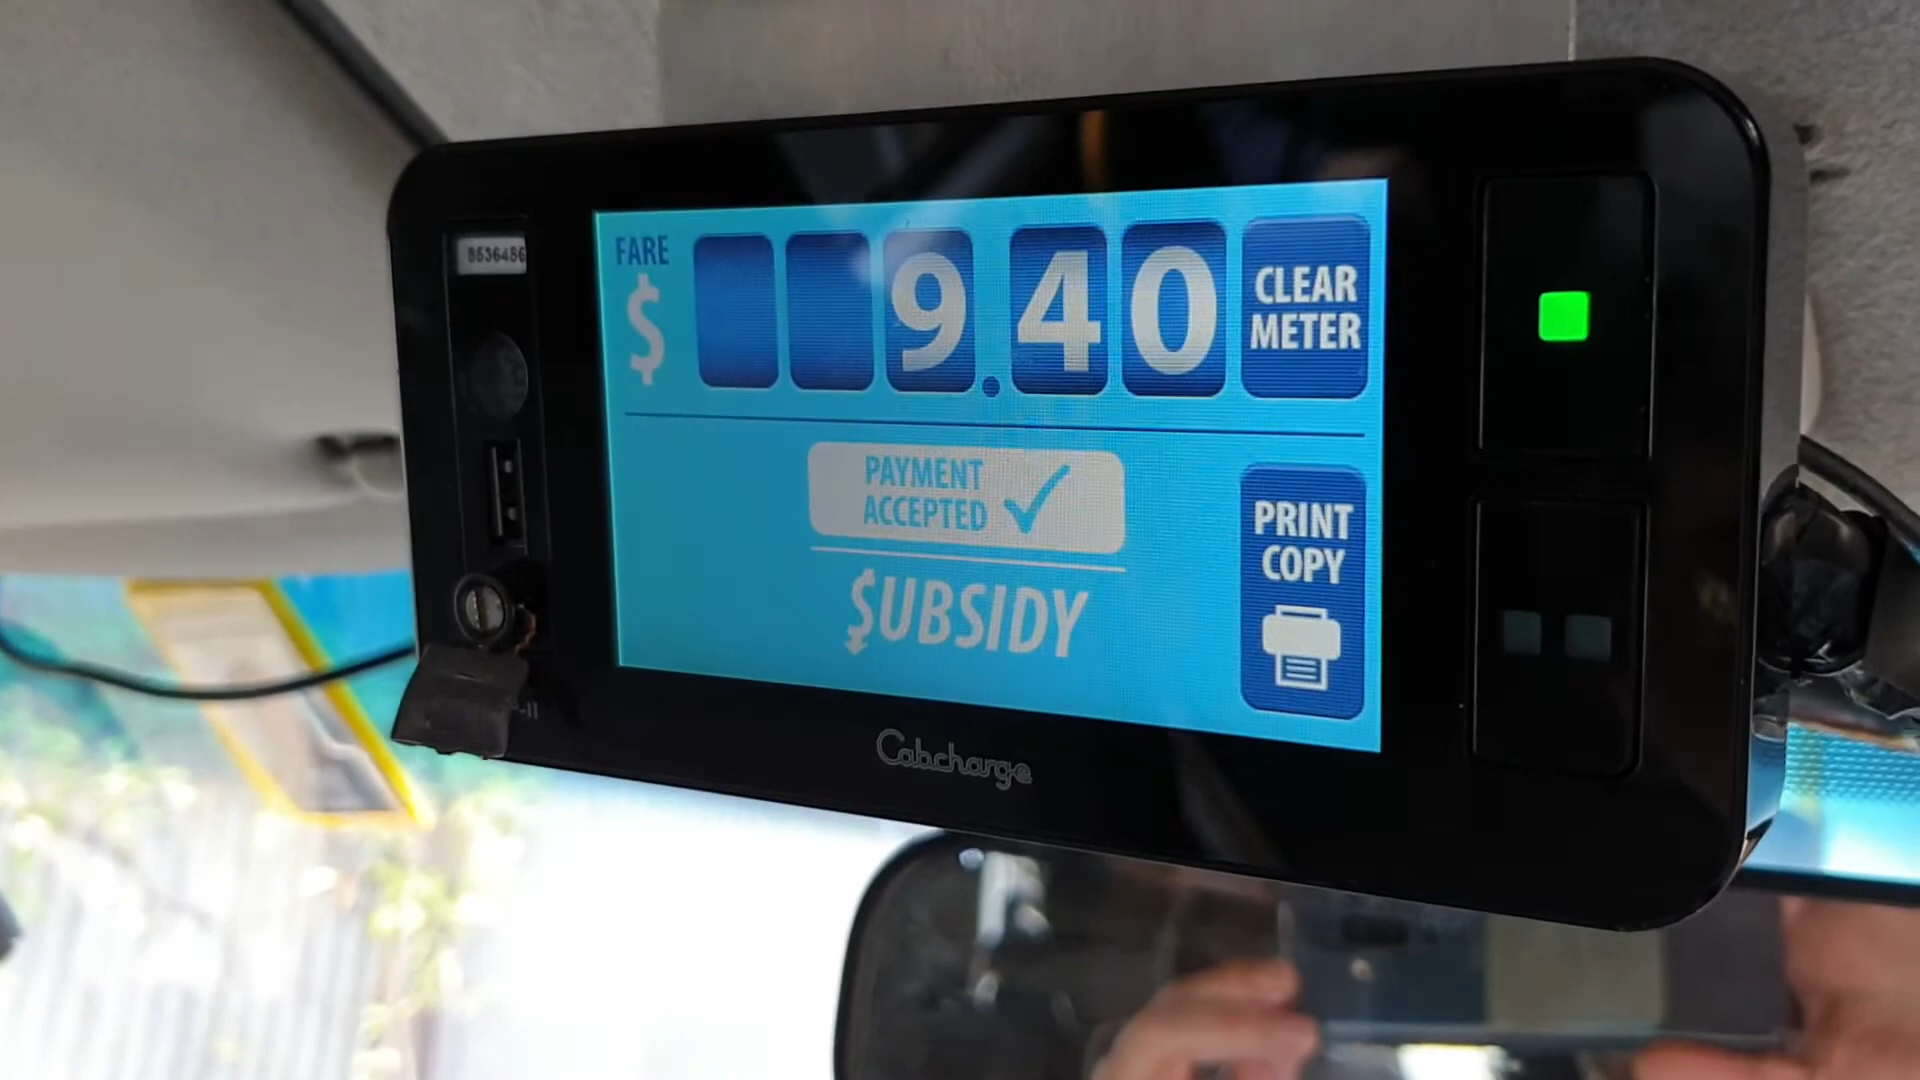 8536486
FARE
$ 9.40
CLEAR
METER
PAYMENT
ACCEPTED
$UBSIDY
PRINT
COPY
Cabcharge